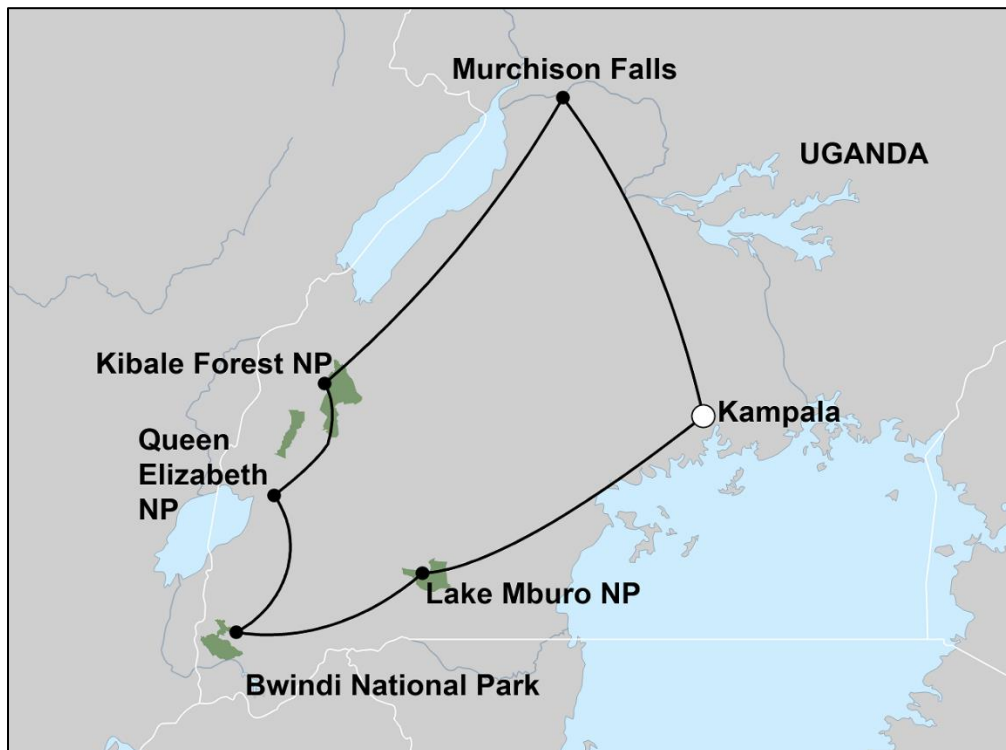 Murchison Falls
UGANDA
Kibale Forest NP
Kampala
Queen
Elizabeth
NP
Lake Mburo NP
Bwindi National Park